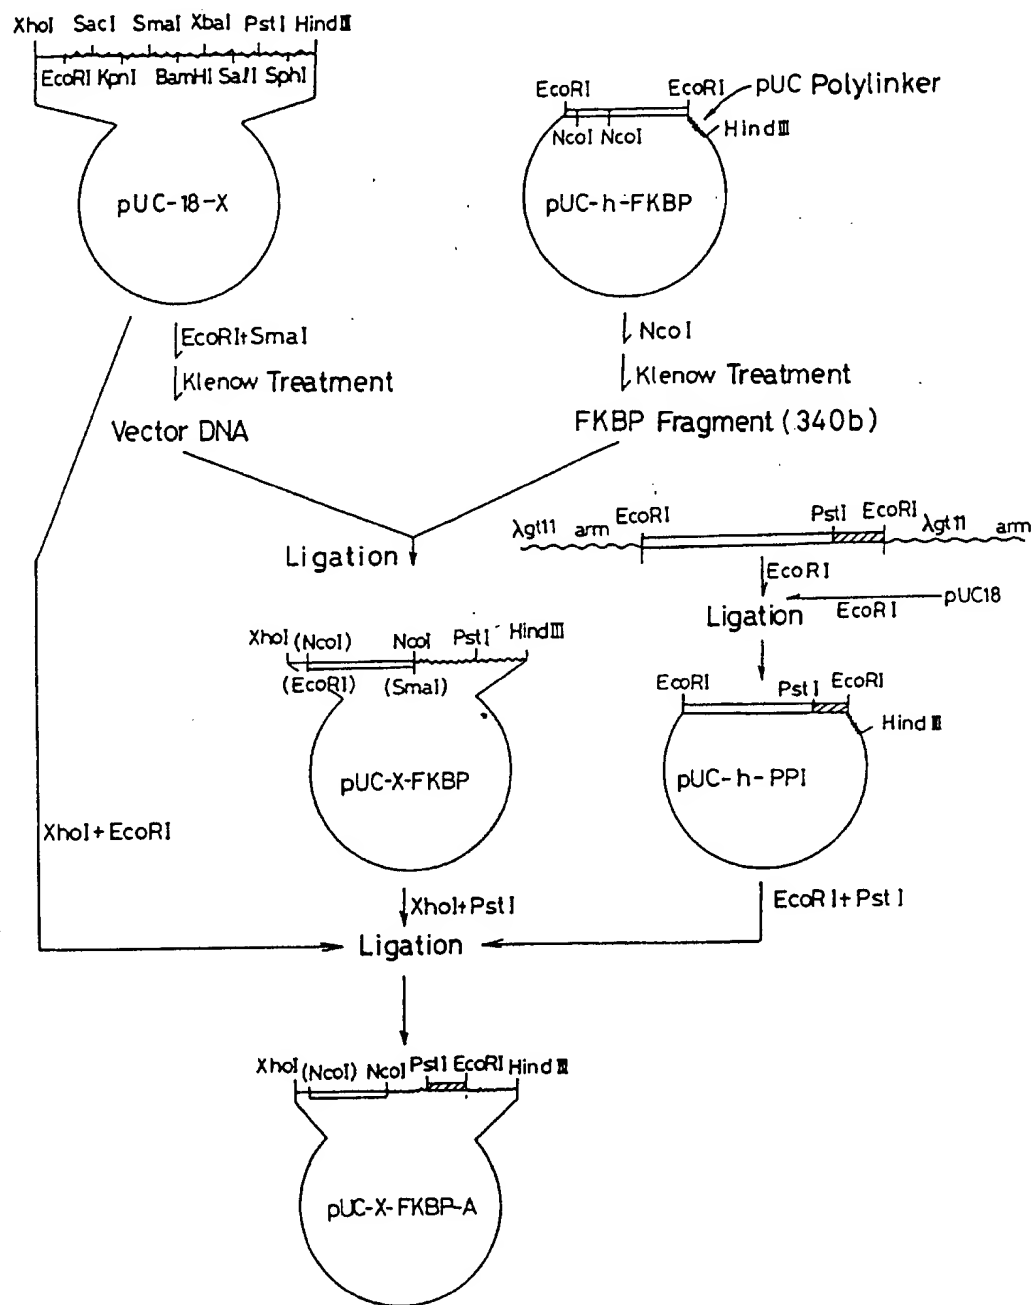 XhoI SacI SmaI XbaI PstI HindIII
EcoRI KpnI BamHI SalI SphI
pUC-18-X
EcoRI EcoRI
pUC Polylinker
NcoI NcoI
HindIII
pUC-h-FKBP
EcoRI+SmaI
Klenow Treatment
Vector DNA
NcoI
Klenow Treatment
FKBP Fragment (340b)
Ligation
λgt11 arm EcoRI PstI EcoRI λgt11 arm
EcoRI
Ligation
EcoRI
pUC18
XhoI (NcoI) NcoI PstI HindIII
(EcoRI) (SmaI)
pUC-X-FKBP
EcoRI PstI EcoRI
HindIII
pUC-h-PPI
XhoI+EcoRI
XhoI+PstI
EcoRI+PstI
Ligation
XhoI (NcoI) NcoI PstI EcoRI HindIII
pUC-X-FKBP-A